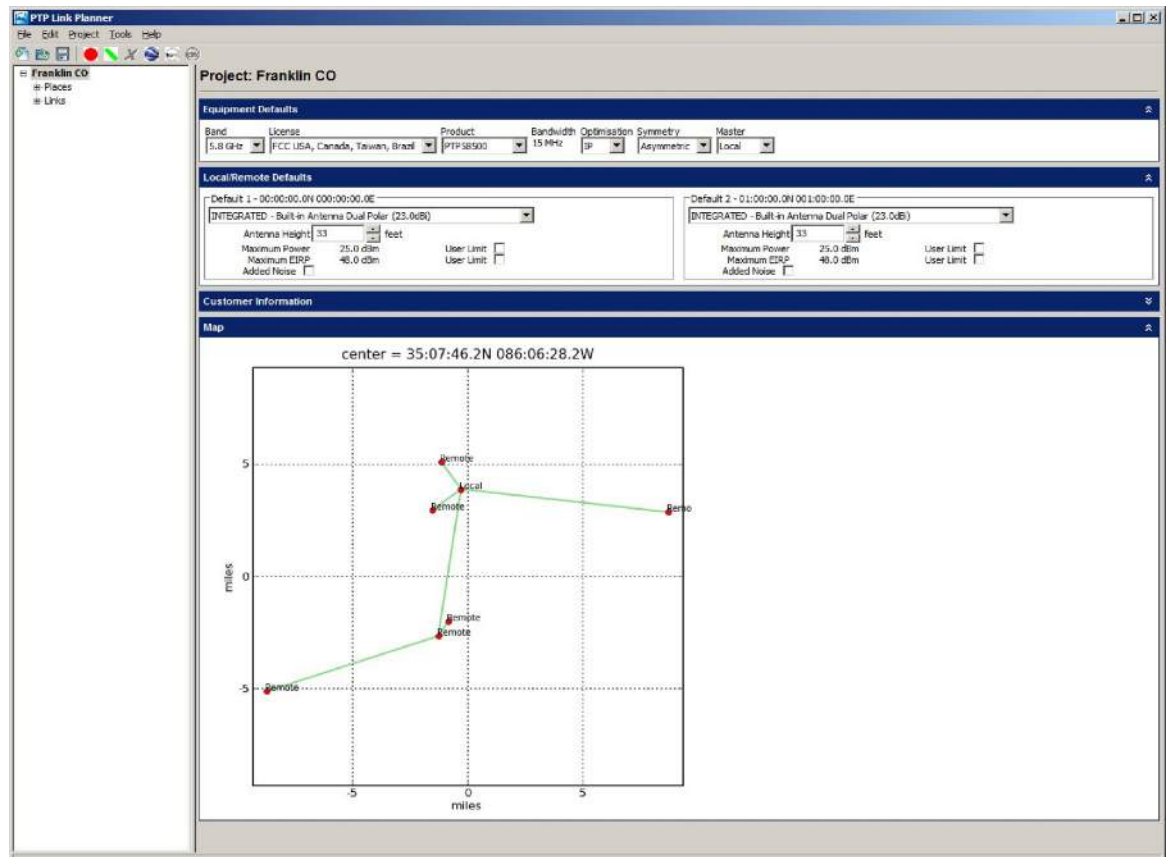 PTP Link Planner
File Edit Project Tools Help
Franklin CO
Places
Links
Project: Franklin CO
Equipment Defaults
Band License Product Bandwidth Optimisation Symmetry Master
5.8 GHz FCC USA, Canada, Taiwan, Brazil PTP58500 15 MHz IP Asymmetric Local
Local/Remote Defaults
Default 1 - 00:00:00.0N 000:00:00.0E Default 2 - 01:00:00.0N 001:00:00.0E
INTEGRATED - Built-in Antenna Dual Polar (23.0dBi) INTEGRATED - Built-in Antenna Dual Polar (23.0dBi)
Antenna Height 33 feet Antenna Height 33 feet
Maximum Power 25.0 dBm User Limit Maximum Power 25.0 dBm User Limit
Maximum EIRP 48.0 dBm User Limit Maximum EIRP 48.0 dBm User Limit
Added Noise Added Noise
Customer Information
Map
center = 35:07:46.2N 086:06:28.2W
Remote
5
Local
Remote
Remo
miles
0
Remote
Remote
-5
Remote
-5 0 5
miles